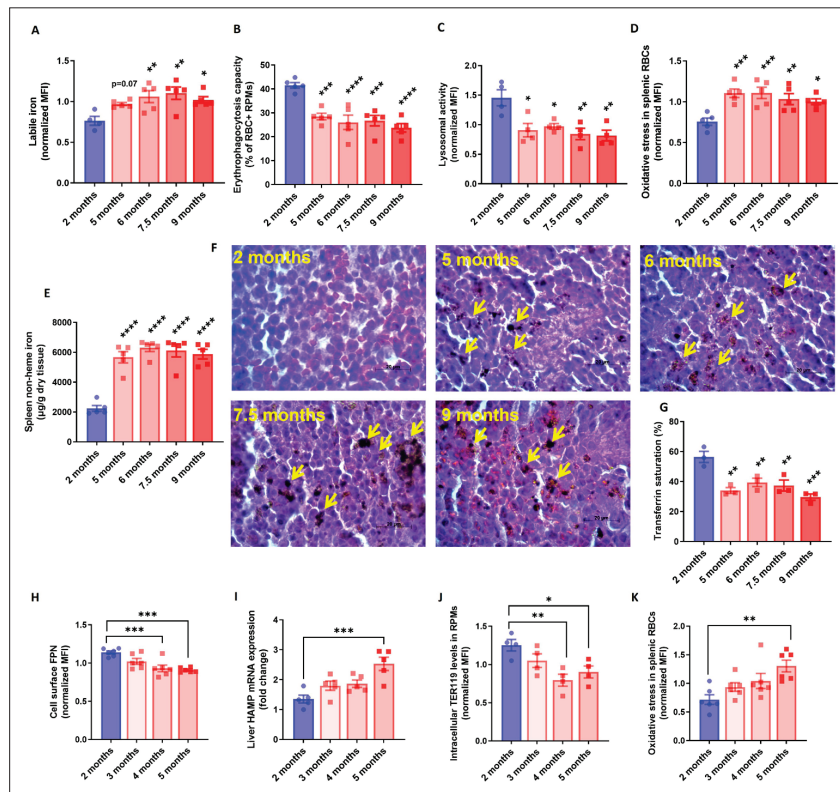 A
Labile iron
(normalized MFI)
1.5
1.0
0.5
0.0
p=0.07
**
**
*
2 months
5 months
6 months
7.5 months
9 months
B
Erythrophagocytosis capacity
(% of RBC+ RPMs)
50
40
30
20
10
0
***
****
***
****
2 months
5 months
6 months
7.5 months
9 months
C
Lysosomal activity
(normalized MFI)
2.0
1.5
1.0
0.5
0.0
*
*
**
**
2 months
5 months
6 months
7.5 months
9 months
D
Oxidative stress in splenic RBCs
(normalized MFI)
1.5
1.0
0.5
0.0
***
***
**
*
2 months
5 months
6 months
7.5 months
9 months
E
Spleen non-heme iron
(µg/g dry tissue)
8000
6000
4000
2000
0
****
****
****
****
2 months
5 months
6 months
7.5 months
9 months
F
2 months
5 months
6 months
7.5 months
9 months
20 µm
20 µm
20 µm
20 µm
20 µm
G
Transferrin saturation (%)
80
60
40
20
0
**
**
**
***
2 months
5 months
6 months
7.5 months
9 months
H
Cell surface FPN
(normalized MFI)
1.5
1.0
0.5
0.0
***
***
2 months
3 months
4 months
5 months
I
Liver HAMP mRNA expression
(fold change)
4
3
2
1
0
***
2 months
3 months
4 months
5 months
J
Intracellular TER119 levels in RPMs
(normalized MFI)
2.0
1.5
1.0
0.5
0.0
*
**
2 months
3 months
4 months
5 months
K
Oxidative stress in splenic RBCs
(normalized MFI)
2.0
1.5
1.0
0.5
0.0
**
2 months
3 months
4 months
5 months